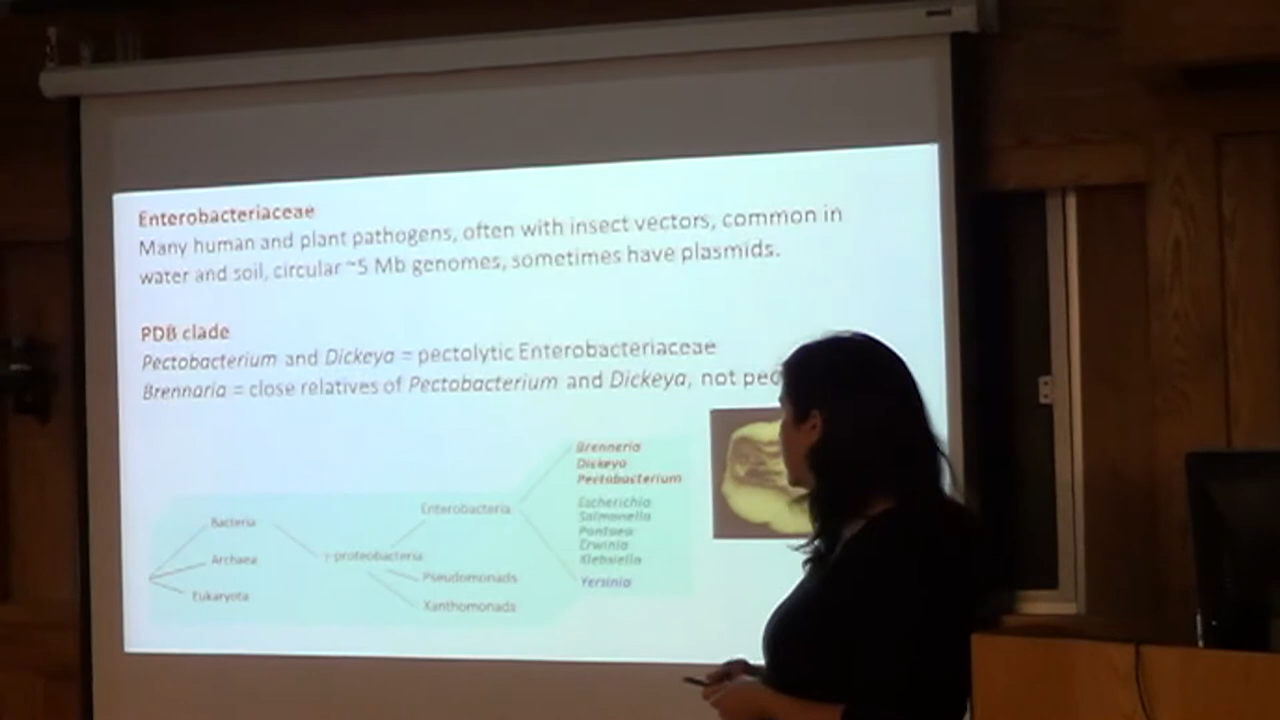 Enterobacteriaceae
Many human and plant pathogens, often with insect vectors, common in
water and soil, circular ~5 Mb genomes, sometimes have plasmids.
PDB clade
Pectobacterium and Dickeya = pectolytic Enterobacteriaceae
Brennaria = close relatives of Pectobacterium and Dickeya, not
Brenneria
Dickeya
Pectobacterium
Enterobacteria
Escherichia
Salmonella
Pantoea
Erwinia
Klebsiella
Yersinia
Bacteria
Archaea
Eukaryota
γ-proteobacteria
Pseudomonads
Xanthomonads